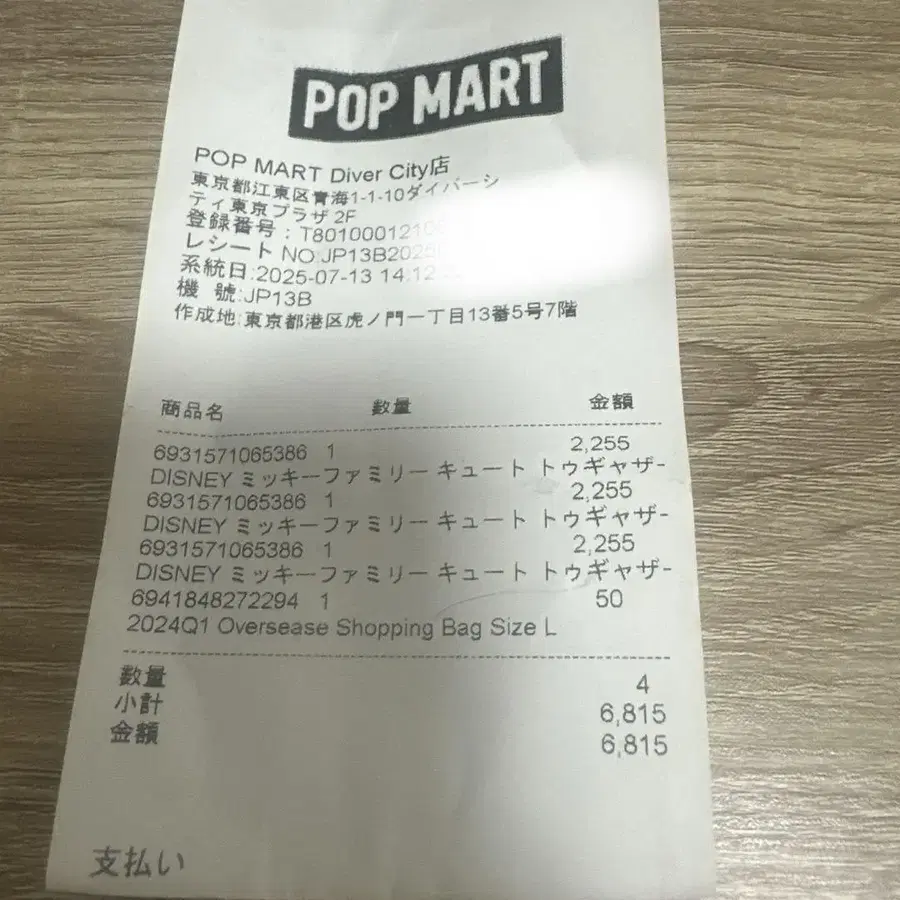 POP MART
POP MART Diver City店
東京都江東区青海1-1-10ダイバーシ
ティ東京プラザ 2F
登録番号：T8010001210
レシート NO:JP13B202
系統日:2025-07-13 14:12
機 號:JP13B
作成地:東京都港区虎ノ門一丁目13番5号7階
商品名 数量 金額
6931571065386 1 2,255
DISNEY ミッキーファミリー キュート トゥギャザー
6931571065386 1 2,255
DISNEY ミッキーファミリー キュート トゥギャザー
6931571065386 1 2,255
DISNEY ミッキーファミリー キュート トゥギャザー
6941848272294 1 50
2024Q1 Oversease Shopping Bag Size L
数量 4
小計 6,815
金額 6,815
支払い